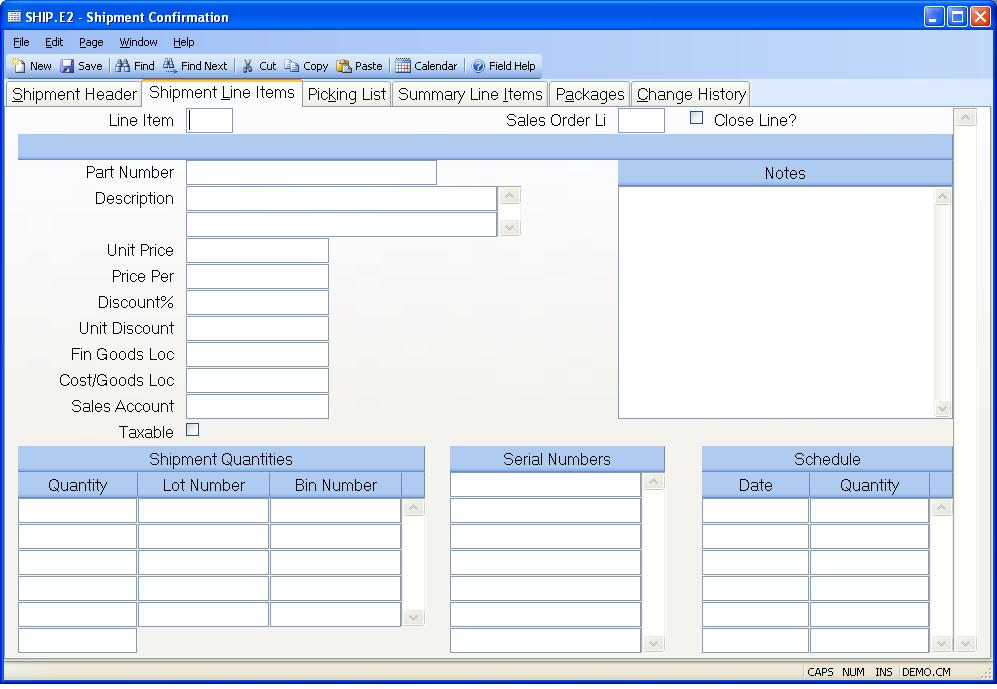 SHIP.E2 - Shipment Confirmation
File Edit Page Window Help
New Save Find Find Next Cut Copy Paste Calendar Field Help
Shipment Header Shipment Line Items Picking List Summary Line Items Packages Change History
Line Item Sales Order Li Close Line?
Part Number Notes
Description
Unit Price
Price Per
Discount%
Unit Discount
Fin Goods Loc
Cost/Goods Loc
Sales Account
Taxable
Shipment Quantities Serial Numbers Schedule
Quantity Lot Number Bin Number Date Quantity
CAPS NUM INS DEMO.CM